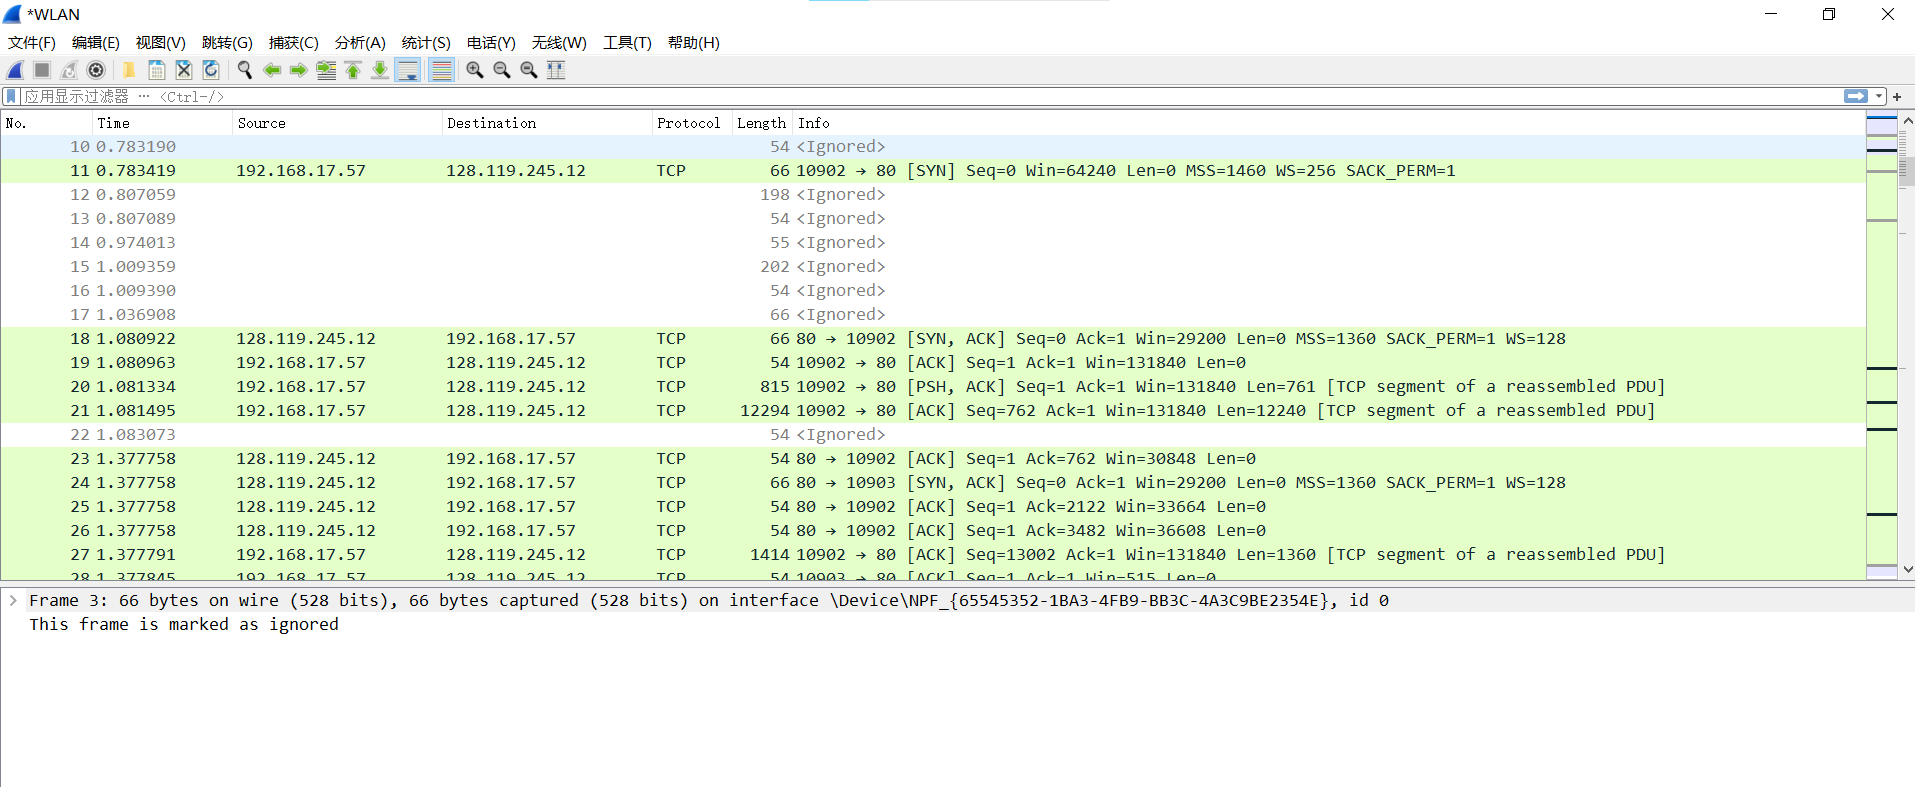 *WLAN
文件(F) 编辑(E) 视图(V) 跳转(G) 捕获(C) 分析(A) 统计(S) 电话(Y) 无线(W) 工具(T) 帮助(H)
应用显示过滤器 … <Ctrl-/>
No. Time Source Destination Protocol Length Info
10 0.783190 54 <Ignored>
11 0.783419 192.168.17.57 128.119.245.12 TCP 66 10902 → 80 [SYN] Seq=0 Win=64240 Len=0 MSS=1460 WS=256 SACK_PERM=1
12 0.807059 198 <Ignored>
13 0.807089 54 <Ignored>
14 0.974013 55 <Ignored>
15 1.009359 202 <Ignored>
16 1.009390 54 <Ignored>
17 1.036908 66 <Ignored>
18 1.080922 128.119.245.12 192.168.17.57 TCP 66 80 → 10902 [SYN, ACK] Seq=0 Ack=1 Win=29200 Len=0 MSS=1360 SACK_PERM=1 WS=128
19 1.080963 192.168.17.57 128.119.245.12 TCP 54 10902 → 80 [ACK] Seq=1 Ack=1 Win=131840 Len=0
20 1.081334 192.168.17.57 128.119.245.12 TCP 815 10902 → 80 [PSH, ACK] Seq=1 Ack=1 Win=131840 Len=761 [TCP segment of a reassembled PDU]
21 1.081495 192.168.17.57 128.119.245.12 TCP 12294 10902 → 80 [ACK] Seq=762 Ack=1 Win=131840 Len=12240 [TCP segment of a reassembled PDU]
22 1.083073 54 <Ignored>
23 1.377758 128.119.245.12 192.168.17.57 TCP 54 80 → 10902 [ACK] Seq=1 Ack=762 Win=30848 Len=0
24 1.377758 128.119.245.12 192.168.17.57 TCP 66 80 → 10903 [SYN, ACK] Seq=0 Ack=1 Win=29200 Len=0 MSS=1360 SACK_PERM=1 WS=128
25 1.377758 128.119.245.12 192.168.17.57 TCP 54 80 → 10902 [ACK] Seq=1 Ack=2122 Win=33664 Len=0
26 1.377758 128.119.245.12 192.168.17.57 TCP 54 80 → 10902 [ACK] Seq=1 Ack=3482 Win=36608 Len=0
27 1.377791 192.168.17.57 128.119.245.12 TCP 1414 10902 → 80 [ACK] Seq=13002 Ack=1 Win=131840 Len=1360 [TCP segment of a reassembled PDU]
28 1.377845 192.168.17.57 128.119.245.12 TCP 54 10903 → 80 [ACK] Seq=1 Ack=1 Win=515 Len=0
Frame 3: 66 bytes on wire (528 bits), 66 bytes captured (528 bits) on interface \Device\NPF_{65545352-1BA3-4FB9-BB3C-4A3C9BE2354E}, id 0
This frame is marked as ignored